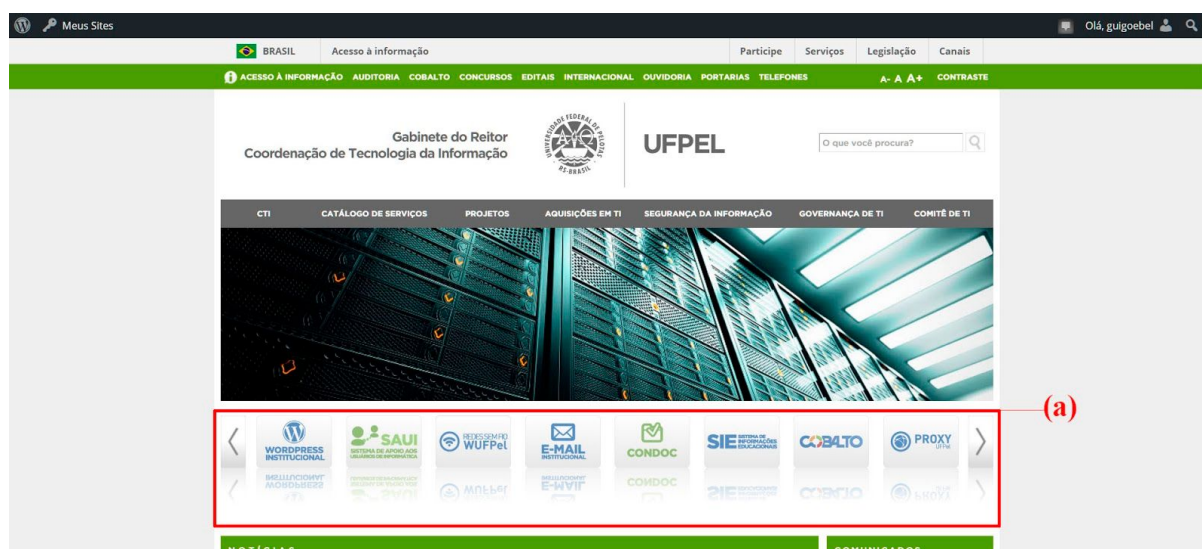 Meus Sites
Olá, guigoebel
BRASIL
Acesso à informação
Participe
Serviços
Legislação
Canais
ACESSO À INFORMAÇÃO AUDITORIA COBALTO CONCURSOS EDITAIS INTERNACIONAL OUVIDORIA PORTARIAS TELEFONES
A- A A+ CONTRASTE
Gabinete do Reitor
Coordenação de Tecnologia da Informação
UNIVERSIDADE FEDERAL DE PELOTAS
RS-BRASIL
UFPEL
O que você procura?
CTI
CATÁLOGO DE SERVIÇOS
PROJETOS
AQUISIÇÕES EM TI
SEGURANÇA DA INFORMAÇÃO
GOVERNANÇA DE TI
COMITÊ DE TI
(a)
WORDPRESS
INSTITUCIONAL
SAUI
SISTEMA DE APOIO AOS
USUÁRIOS DE INFORMÁTICA
REDES SEM FIO
WUFPel
E-MAIL
INSTITUCIONAL
CONDOC
SIE SISTEMA DE
INFORMAÇÕES
EDUCACIONAIS
COBALTO
PROXY
UFPel
NOTÍCIAS
COMUNICADOS